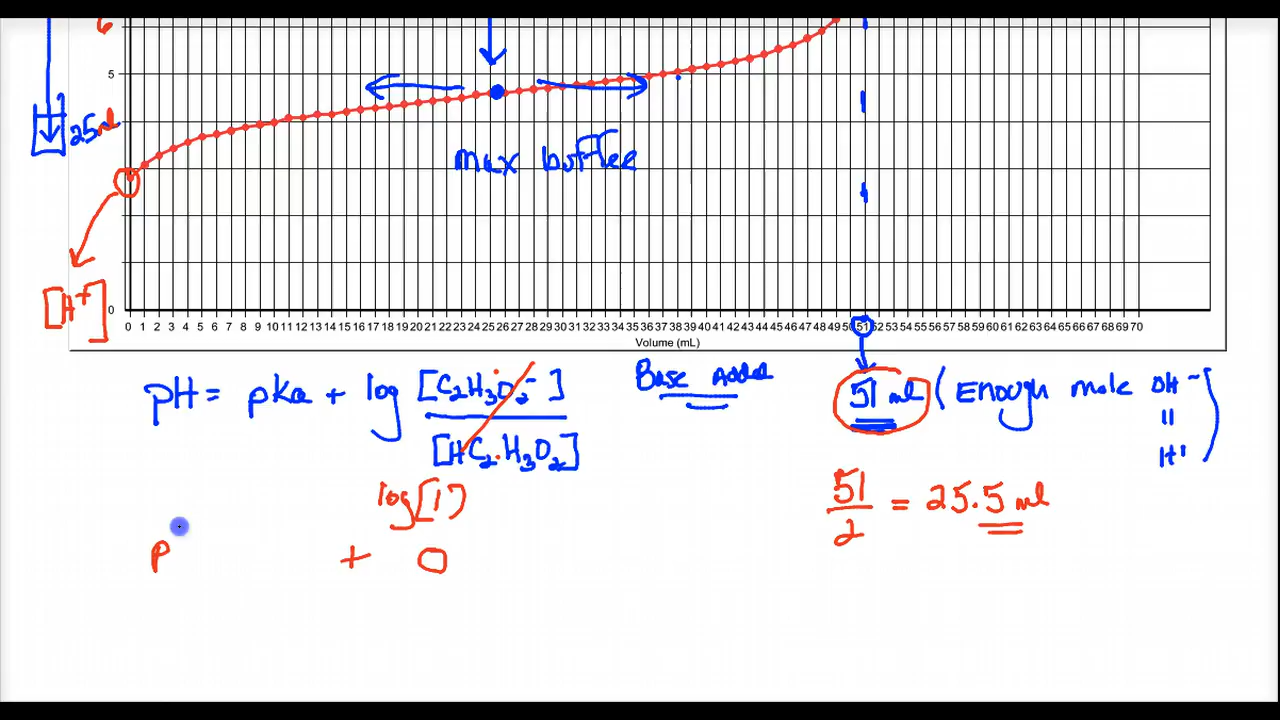 6
5
25ml
max buffer
[H+]
0
0 1 2 3 4 5 6 7 8 9 10 11 12 13 14 15 16 17 18 19 20 21 22 23 24 25 26 27 28 29 30 31 32 33 34 35 36 37 38 39 40 41 42 43 44 45 46 47 48 49 50 51 52 53 54 55 56 57 58 59 60 61 62 63 64 65 66 67 68 69 70
Volume (mL)
pH = pka + log [C2H3O2-]
[HC2H3O2]
Base Added
51 ml (Enough mole OH-
"
H+)
log[1]
51/2 = 25.5 ml
p + 0